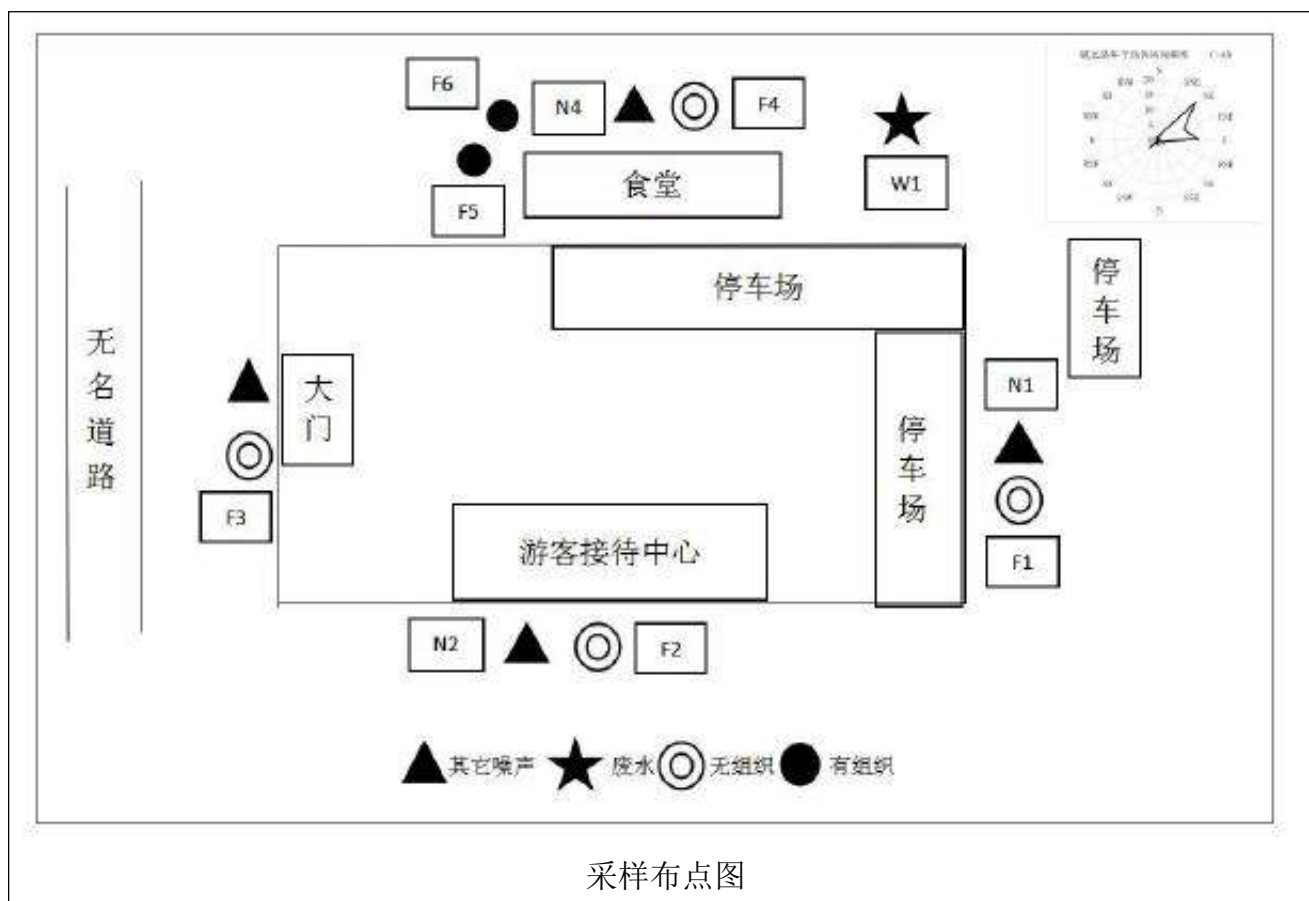 F6
N4
F4
F5
食堂
W1
停车场
停车场
无名道路
大门
停车场
N1
F3
游客接待中心
F1
N2
F2
其它噪声
废水
无组织
有组织
采样布点图